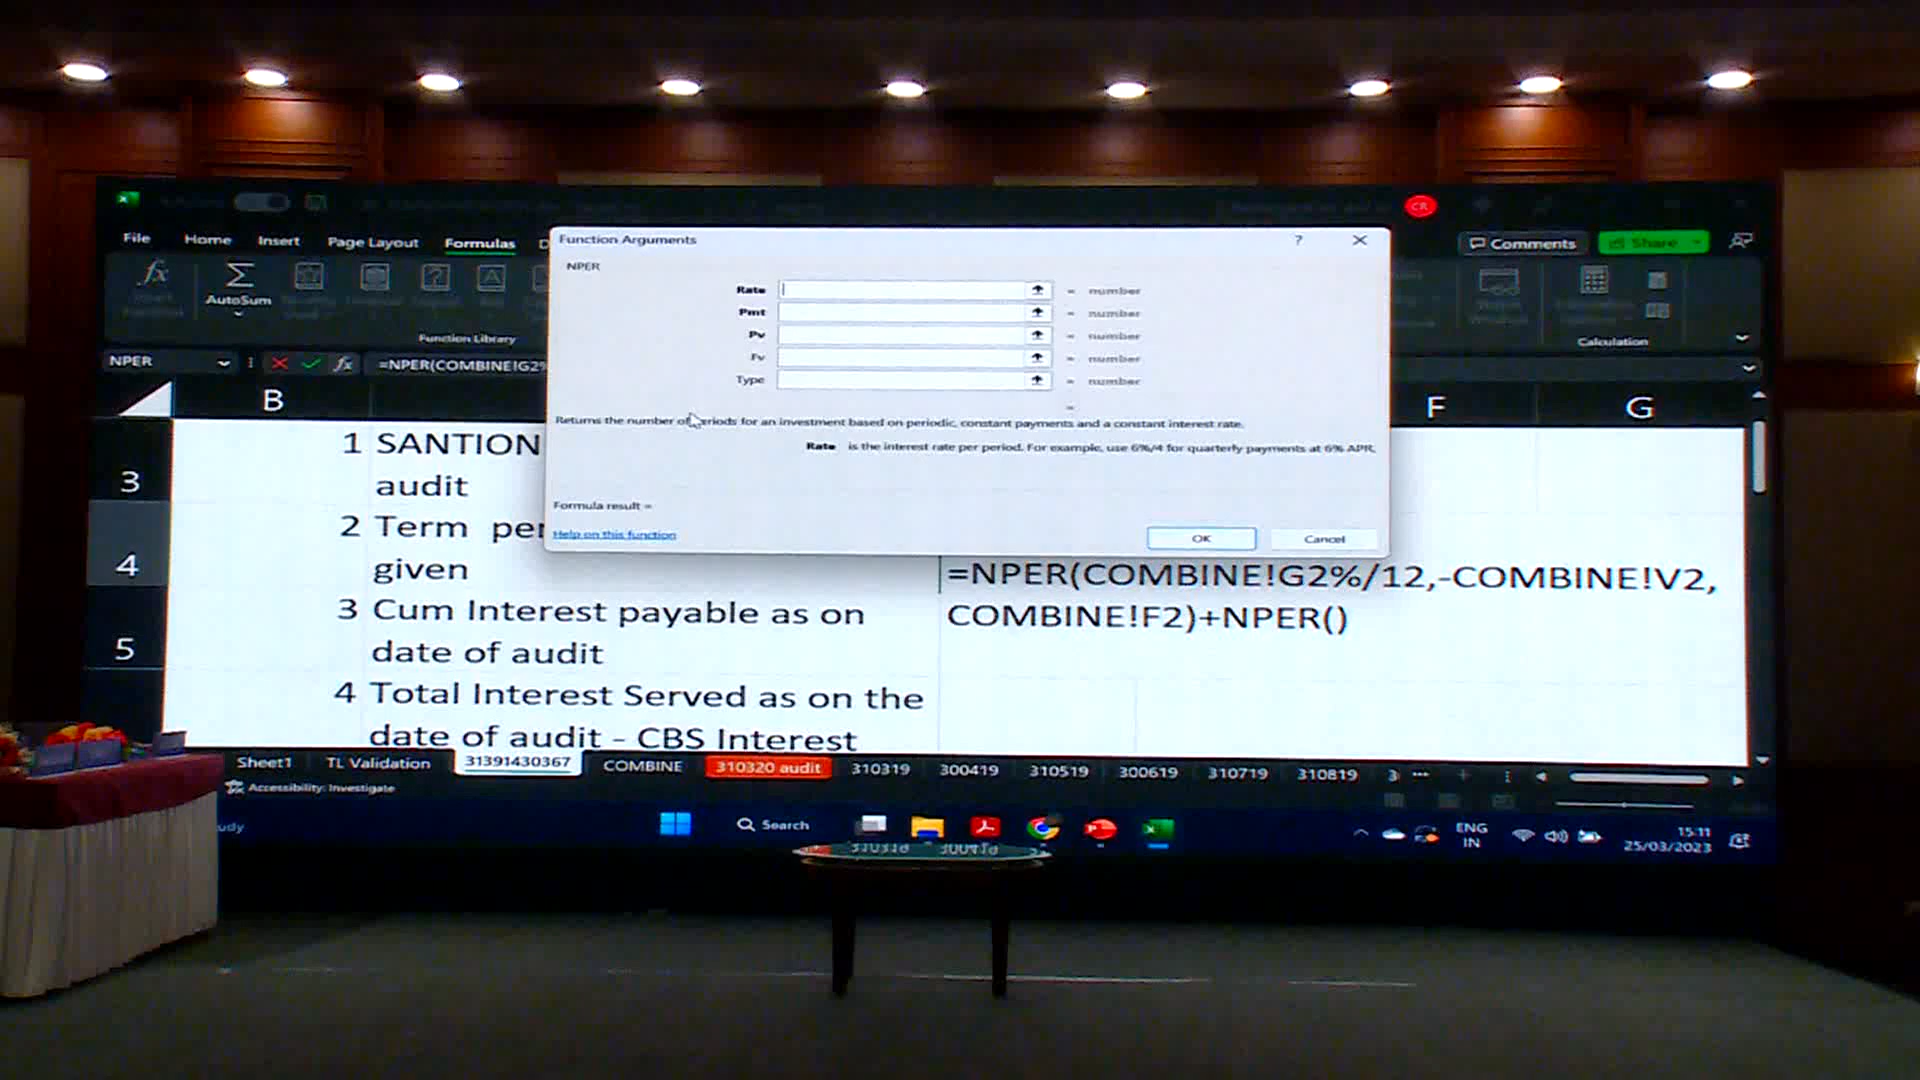 CR
File Home Insert Page Layout Formulas D
Comments Share
AutoSum
Function Library
Calculation
Function Arguments ?
NPER
Rate = number
Pmt = number
Pv = number
Fv = number
Type = number
=
Returns the number of periods for an investment based on periodic, constant payments and a constant interest rate.
Rate is the interest rate per period. For example, use 6%/4 for quarterly payments at 6% APR.
Formula result =
Help on this function
OK Cancel
NPER fx =NPER(COMBINE!G2%
B F G
3 1 SANTION
audit
4 2 Term per
given
=NPER(COMBINE!G2%/12,-COMBINE!V2,
COMBINE!F2)+NPER()
5 3 Cum Interest payable as on
date of audit
4 Total Interest Served as on the
date of audit - CBS Interest
Sheet1 TL Validation 31391430367 COMBINE 310320 audit 310319 300419 310519 300619 310719 310819 3 ...
Accessibility: Investigate
udy
Search
ENG
IN
15:11
25/03/2023